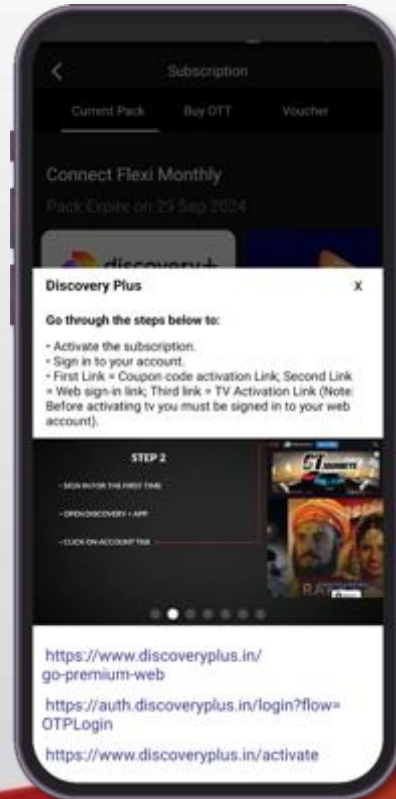 Subscription
Current Pack Buy OTT Voucher
Connect Flexi Monthly
Pack Expire on 29 Sep 2024
discovery+
Discovery Plus X
Go through the steps below to:
• Activate the subscription.
• Sign in to your account.
• First Link = Coupon code activation Link; Second Link
= Web sign-in link; Third link = TV Activation Link (Note:
Before activating tv you must be signed in to your web
account).
STEP 2
• SIGN IN FOR THE FIRST TIME
• OPEN DISCOVERY + APP
• CLICK ON ACCOUNT TAB
https://www.discoveryplus.in/
go-premium-web
https://auth.discoveryplus.in/login?flow=
OTPLogin
https://www.discoveryplus.in/activate